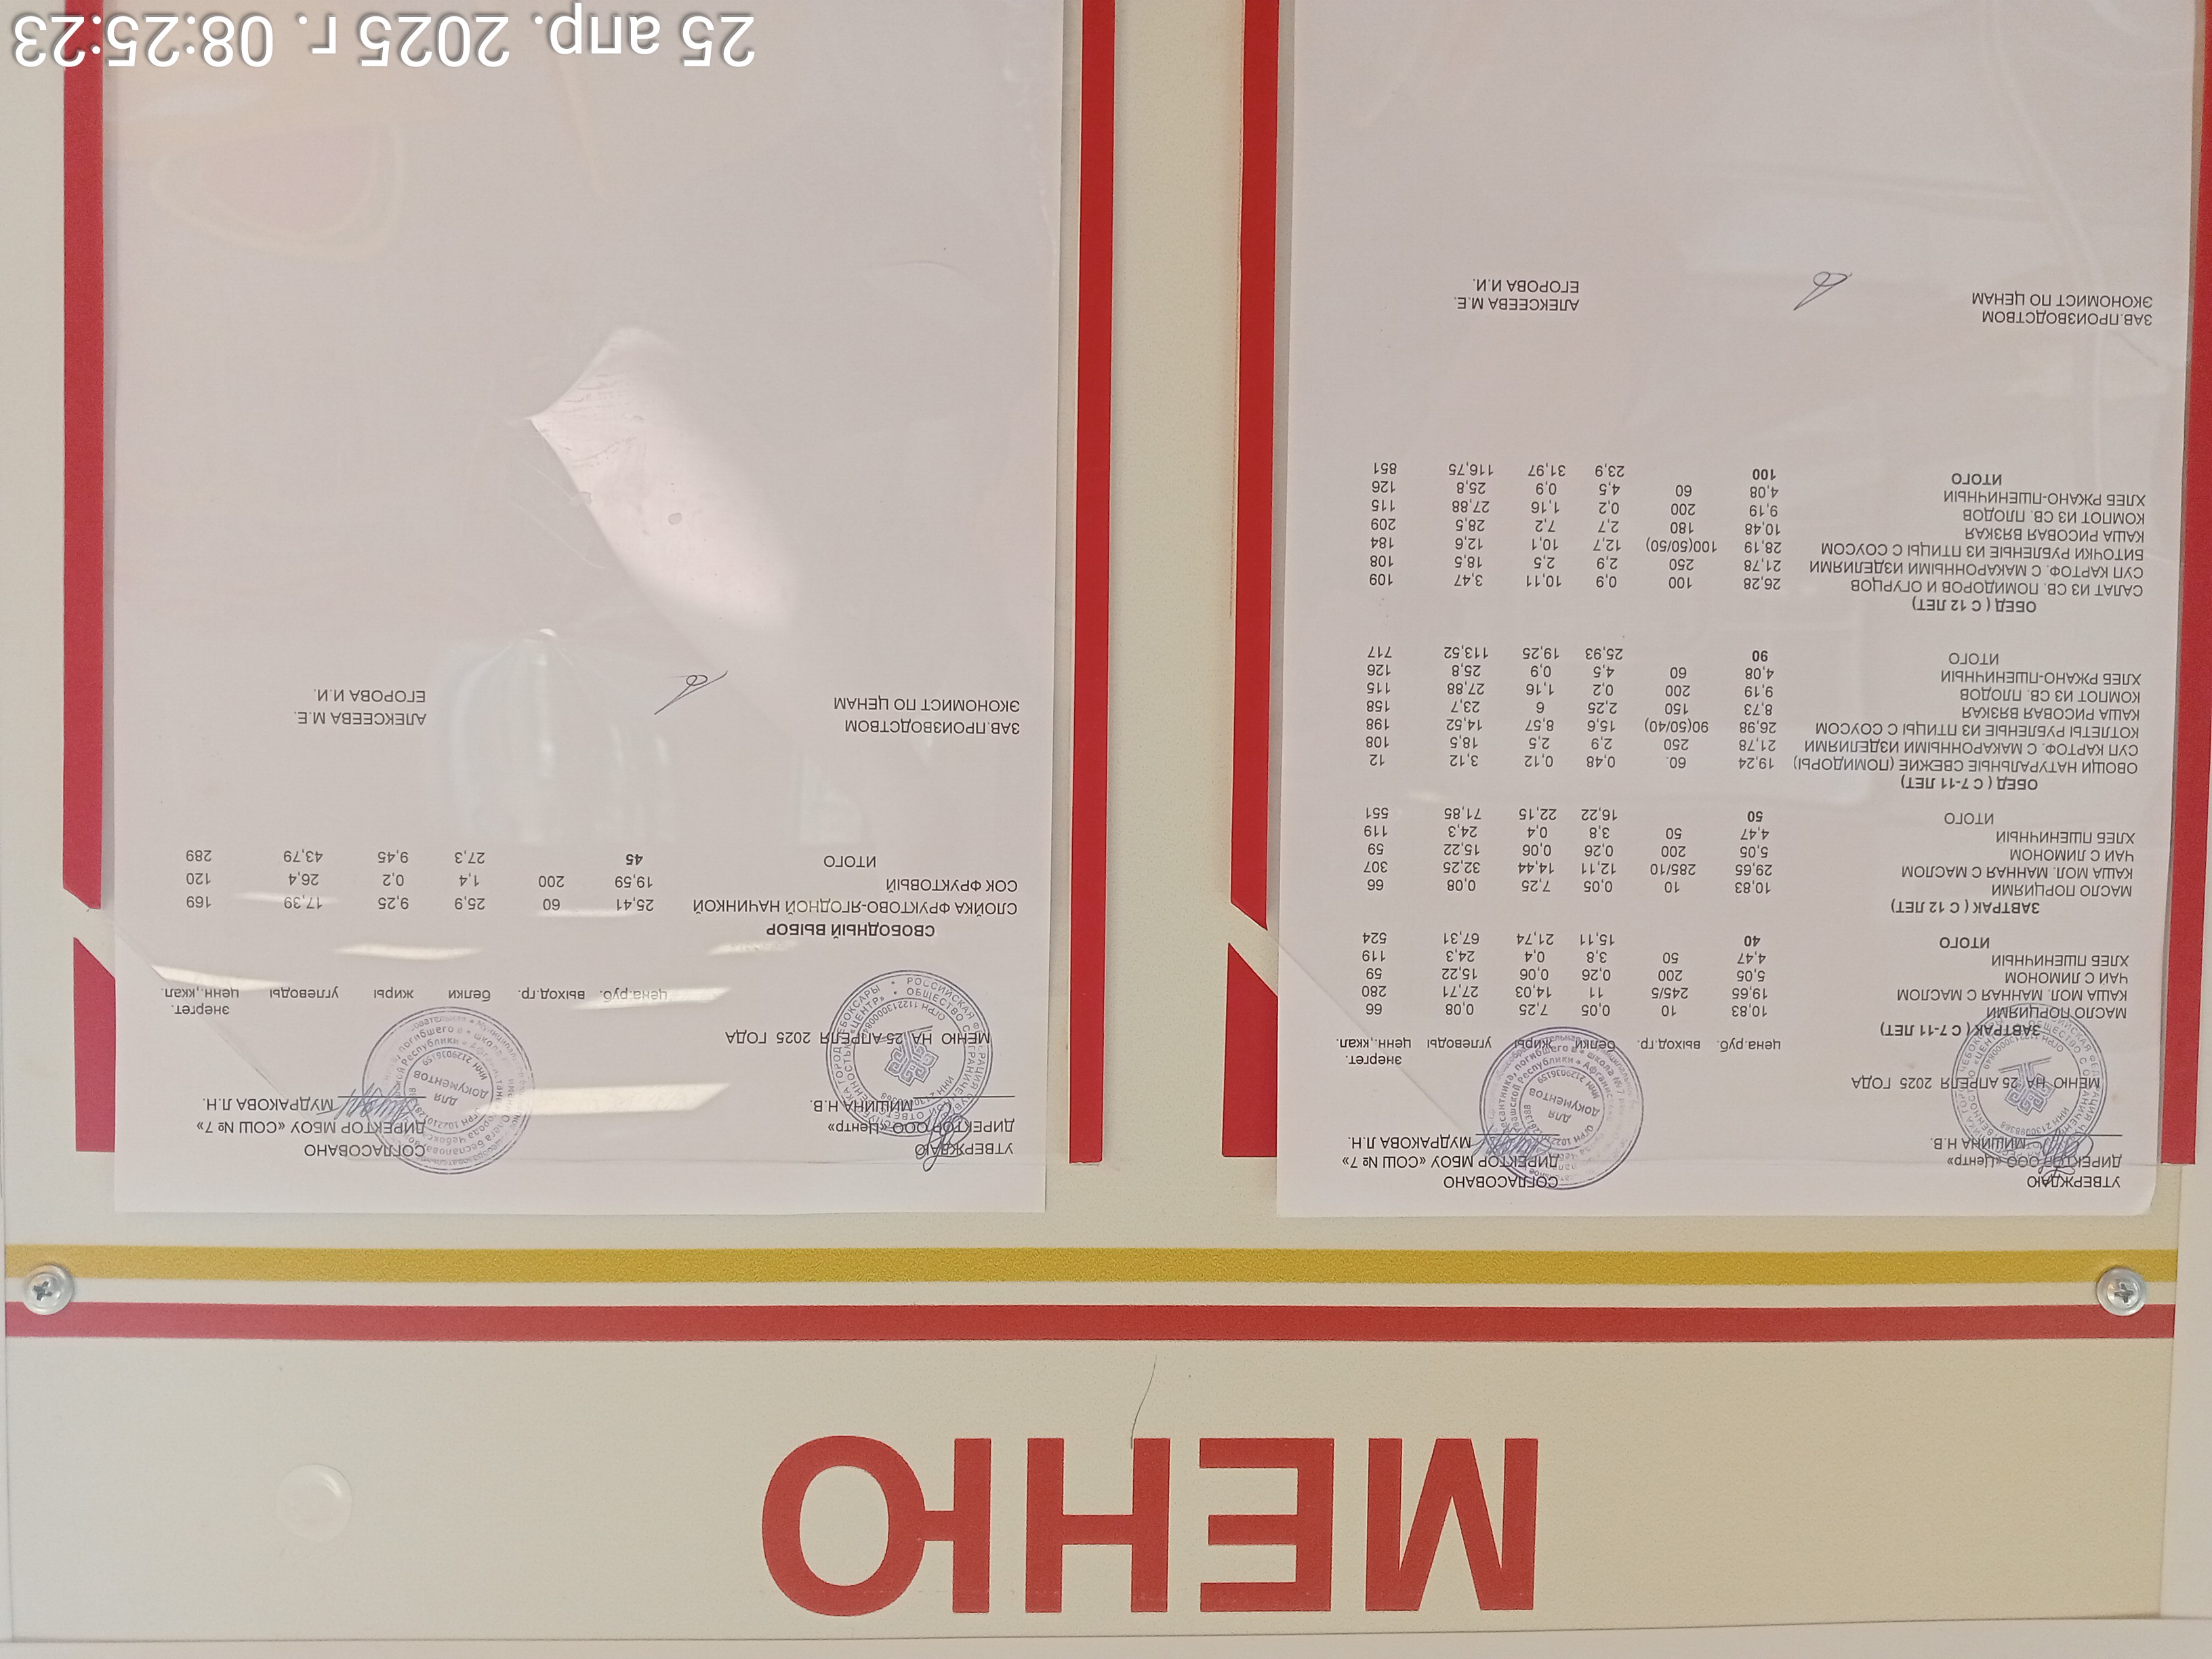 МЕНЮ
УТВЕРЖДАЮ СОГЛАСОВАНО
ДИРЕКТОР ООО «Центр» ДИРЕКТОР МБОУ «СОШ № 7»
МИШИНА Н.В. МУДРАКОВА Л.Н.
МЕНЮ НА 25 АПРЕЛЯ 2025 ГОДА
цена.руб. выход.гр. белки жиры углеводы энергет. ценн.,ккал.
ЗАВТРАК ( С 7-11 ЛЕТ)
МАСЛО ПОРЦИЯМИ 10,83 10 0,05 7,25 0,08 66
КАША МОЛ. МАННАЯ С МАСЛОМ 19,65 245/5 11 14,03 27,71 280
ЧАЙ С ЛИМОНОМ 5,05 200 0,26 0,06 15,22 59
ХЛЕБ ПШЕНИЧНЫЙ 4,47 50 3,8 0,4 24,3 119
ИТОГО 40 15,11 21,74 67,31 524
ЗАВТРАК ( С 12 ЛЕТ)
МАСЛО ПОРЦИЯМИ 10,83 10 0,05 7,25 0,08 66
КАША МОЛ. МАННАЯ С МАСЛОМ 29,65 285/10 12,11 14,44 32,25 307
ЧАЙ С ЛИМОНОМ 5,05 200 0,26 0,06 15,22 59
ХЛЕБ ПШЕНИЧНЫЙ 4,47 50 3,8 0,4 24,3 119
ИТОГО 50 16,22 22,15 71,85 551
ОБЕД ( С 7-11 ЛЕТ)
ОВОЩИ НАТУРАЛЬНЫЕ СВЕЖИЕ (ПОМИДОРЫ) 19,24 60. 0,48 0,12 3,12 12
СУП КАРТОФ. С МАКАРОННЫМИ ИЗДЕЛИЯМИ 21,78 250 2,9 2,5 18,5 108
КОТЛЕТЫ РУБЛЕНЫЕ ИЗ ПТИЦЫ С СОУСОМ 26,98 90(50/40) 15,6 8,57 14,52 198
КАША РИСОВАЯ ВЯЗКАЯ 8,73 150 2,25 6 23,7 158
КОМПОТ ИЗ СВ. ПЛОДОВ 9,19 200 0,2 1,16 27,88 115
ХЛЕБ РЖАНО-ПШЕНИЧНЫЙ 4,08 60 4,5 0,9 25,8 126
ИТОГО 90 25,93 19,25 113,52 717
ОБЕД ( С 12 ЛЕТ)
САЛАТ ИЗ СВ. ПОМИДОРОВ И ОГУРЦОВ 26,28 100 0,9 10,11 3,47 109
СУП КАРТОФ. С МАКАРОННЫМИ ИЗДЕЛИЯМИ 21,78 250 2,9 2,5 18,5 108
БИТОЧКИ РУБЛЕНЫЕ ИЗ ПТИЦЫ С СОУСОМ 28,19 100(50/50) 12,7 10,1 12,6 184
КАША РИСОВАЯ ВЯЗКАЯ 10,48 180 2,7 7,2 28,5 209
КОМПОТ ИЗ СВ. ПЛОДОВ 9,19 200 0,2 1,16 27,88 115
ХЛЕБ РЖАНО-ПШЕНИЧНЫЙ 4,08 60 4,5 0,9 25,8 126
ИТОГО 100 23,9 31,97 116,75 851
ЗАВ.ПРОИЗВОДСТВОМ АЛЕКСЕЕВА М.Е.
ЭКОНОМИСТ ПО ЦЕНАМ ЕГОРОВА И.И.
УТВЕРЖДАЮ СОГЛАСОВАНО
ДИРЕКТОР ООО «Центр» ДИРЕКТОР МБОУ «СОШ № 7»
МИШИНА Н.В. МУДРАКОВА Л.Н.
для документов
МЕНЮ НА 25 АПРЕЛЯ 2025 ГОДА
цена.руб. выход.гр. белки жиры углеводы энергет. ценн.,ккал.
СВОБОДНЫЙ ВЫБОР
СЛОЙКА ФРУКТОВО-ЯГОДНОЙ НАЧИНКОЙ 25,41 60 25,9 9,25 17,39 169
СОК ФРУКТОВЫЙ 19,59 200 1,4 0,2 26,4 120
ИТОГО 45 27,3 9,45 43,79 289
ЗАВ.ПРОИЗВОДСТВОМ АЛЕКСЕЕВА М.Е.
ЭКОНОМИСТ ПО ЦЕНАМ ЕГОРОВА И.И.
25 апр. 2025 г. 08:25:23